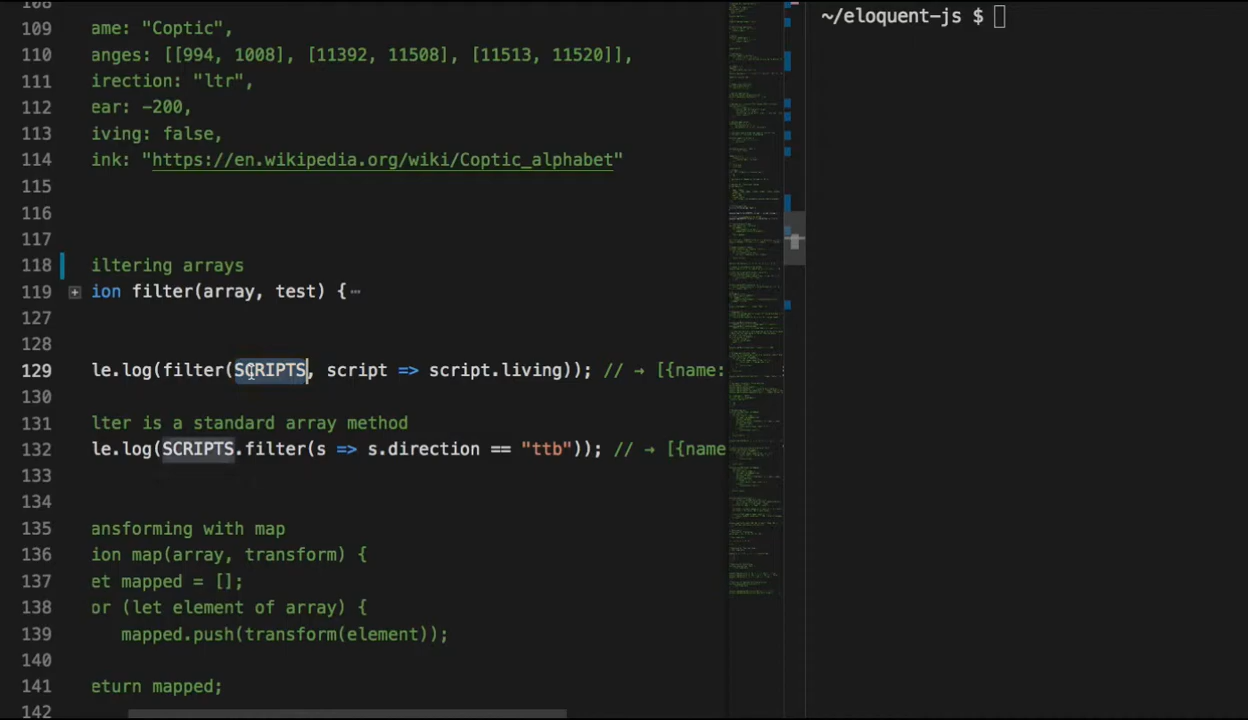 108
109 ame: "Coptic",
110 anges: [[994, 1008], [11392, 11508], [11513, 11520]],
111 irection: "ltr",
112 ear: -200,
113 iving: false,
114 ink: "https://en.wikipedia.org/wiki/Coptic_alphabet"
115
116
117
118 iltering arrays
119 ion filter(array, test) {⋯
127
128
129 le.log(filter(SCRIPTS, script => script.living)); // → [{name:
130
131 lter is a standard array method
132 le.log(SCRIPTS.filter(s => s.direction == "ttb")); // → [{name
133
134
135 ansforming with map
136 ion map(array, transform) {
137 et mapped = [];
138 or (let element of array) {
139 mapped.push(transform(element));
140
141 eturn mapped;
142
~/eloquent-js $